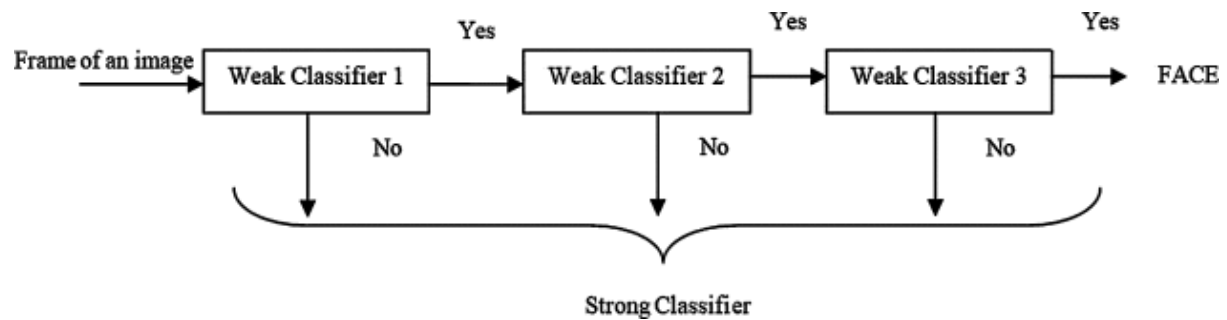 Frame of an image
Weak Classifier 1
Yes
Weak Classifier 2
Yes
Weak Classifier 3
Yes
FACE
No
No
No
Strong Classifier